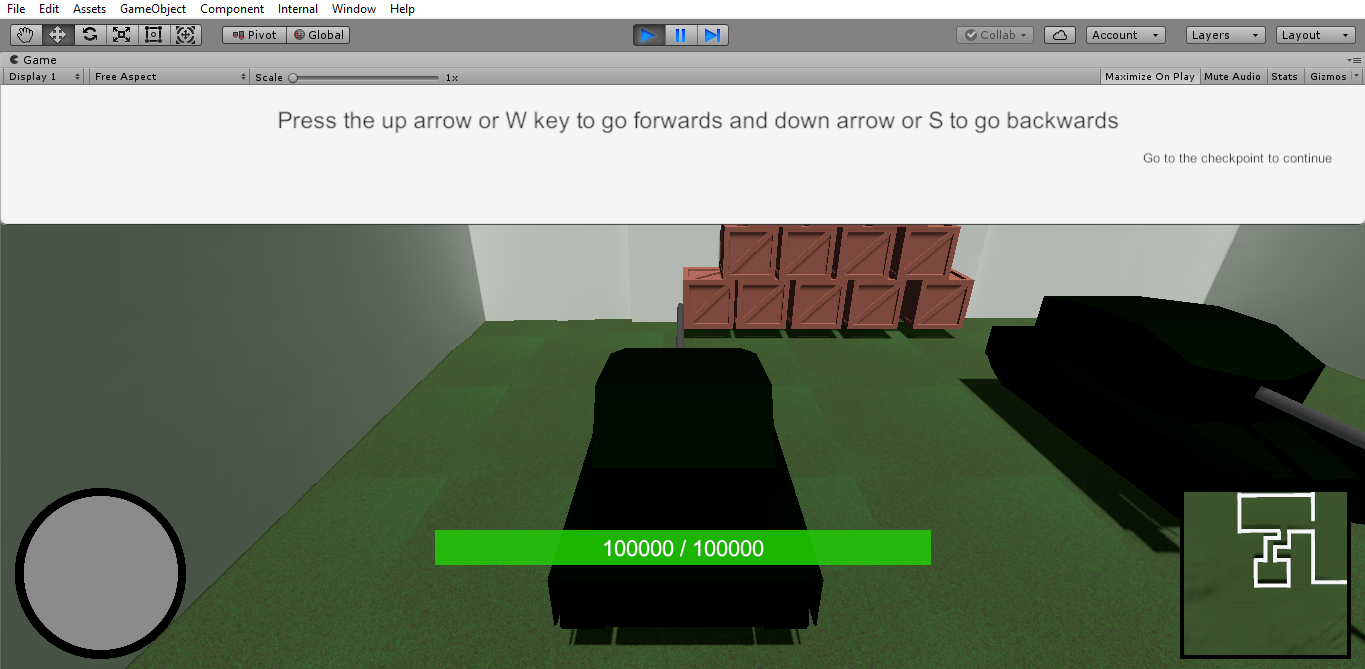 File Edit Assets GameObject Component Internal Window Help
Pivot Global Collab Account Layers Layout
Game
Display 1 Free Aspect Scale 1x Maximize On Play Mute Audio Stats Gizmos
Press the up arrow or W key to go forwards and down arrow or S to go backwards
Go to the checkpoint to continue
100000 / 100000